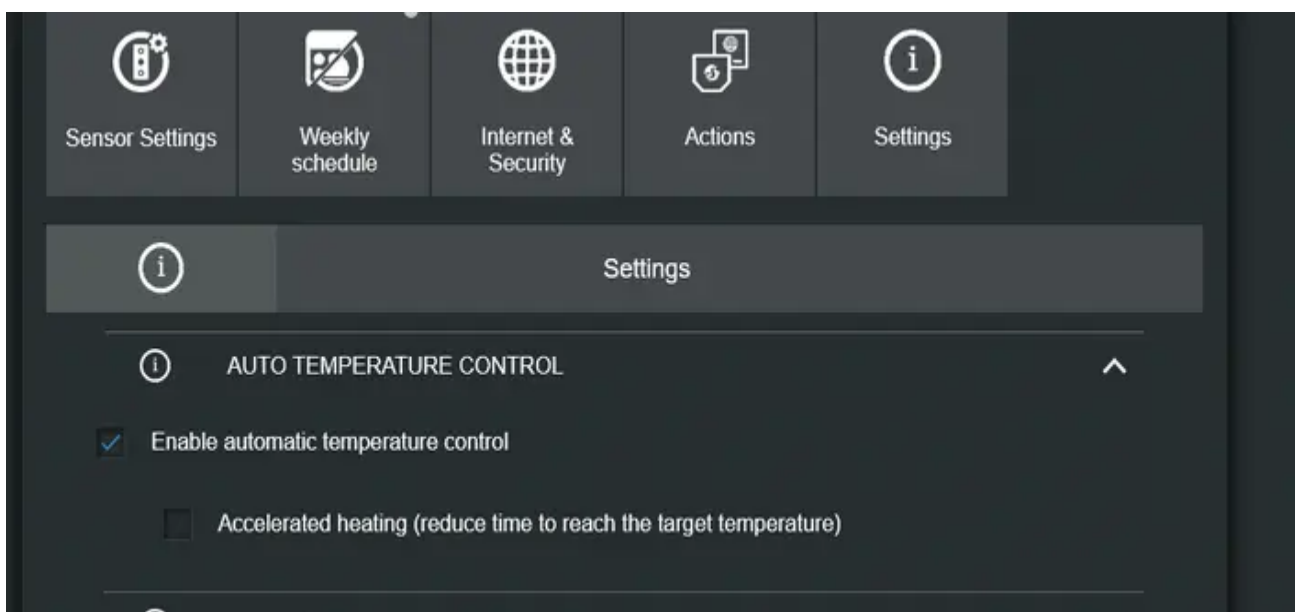 Sensor Settings
Weekly
schedule
Internet &
Security
Actions
Settings
Settings
AUTO TEMPERATURE CONTROL
Enable automatic temperature control
Accelerated heating (reduce time to reach the target temperature)